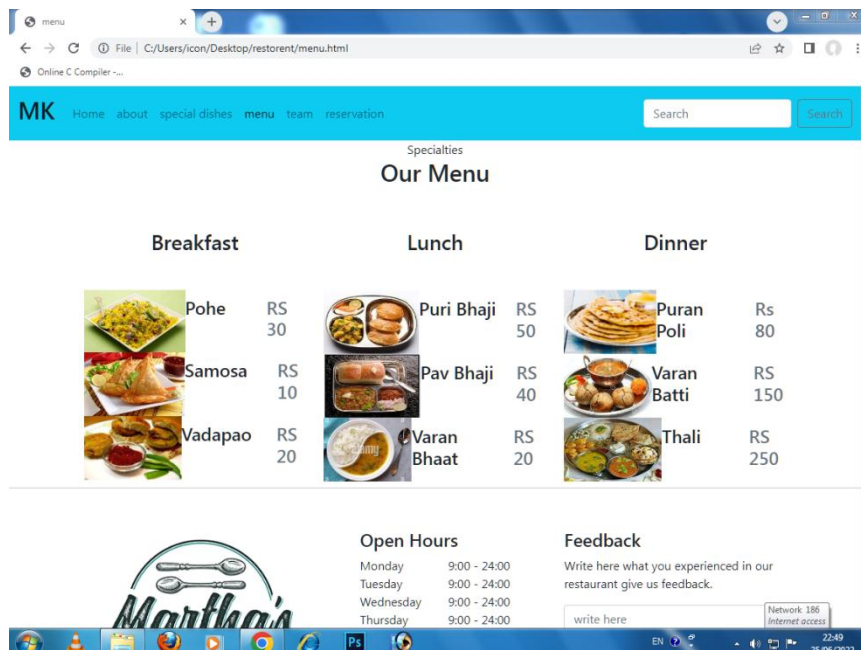 menu
File | C:/Users/icon/Desktop/restorent/menu.html
Online C Compiler -...
MK Home about special dishes menu team reservation Search Search
Specialties
Our Menu
Breakfast Lunch Dinner
Pohe RS 30
Samosa RS 10
Vadapao RS 20
Puri Bhaji RS 50
Pav Bhaji RS 40
Varan Bhaat RS 20
Puran Poli Rs 80
Varan Batti RS 150
Thali RS 250
Martha's
Open Hours
Monday 9:00 - 24:00
Tuesday 9:00 - 24:00
Wednesday 9:00 - 24:00
Thursday 9:00 - 24:00
Feedback
Write here what you experienced in our
restaurant give us feedback.
write here
Network 186
Internet access
Ps
EN
22:49
25/06/2022